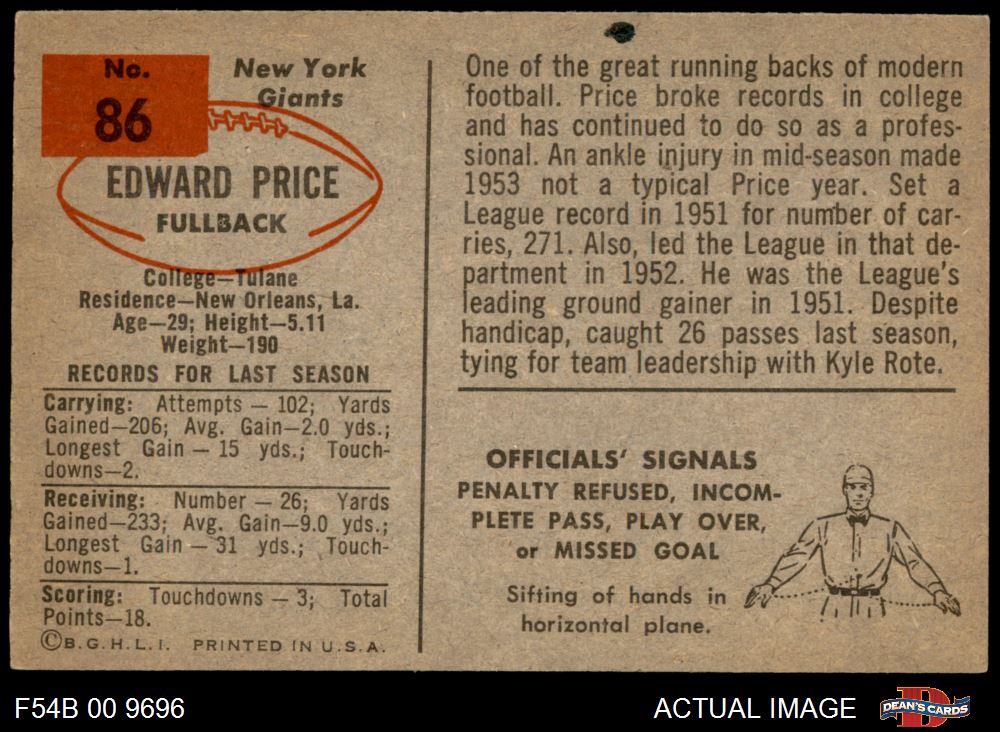 No.
86
New York
Giants
EDWARD PRICE
FULLBACK
College—Tulane
Residence—New Orleans, La.
Age—29; Height—5.11
Weight—190
RECORDS FOR LAST SEASON
Carrying: Attempts — 102; Yards
Gained—206; Avg. Gain—2.0 yds.;
Longest Gain — 15 yds.; Touch-
downs—2.
Receiving: Number — 26; Yards
Gained—233; Avg. Gain—9.0 yds.;
Longest Gain — 31 yds.; Touch-
downs—1.
Scoring: Touchdowns — 3; Total
Points—18.
©B.G.H.L.I. PRINTED IN U.S.A.
One of the great running backs of modern
football. Price broke records in college
and has continued to do so as a profes-
sional. An ankle injury in mid-season made
1953 not a typical Price year. Set a
League record in 1951 for number of car-
ries, 271. Also, led the League in that de-
partment in 1952. He was the League's
leading ground gainer in 1951. Despite
handicap, caught 26 passes last season,
tying for team leadership with Kyle Rote.
OFFICIALS' SIGNALS
PENALTY REFUSED, INCOM-
PLETE PASS, PLAY OVER,
or MISSED GOAL
Sifting of hands in
horizontal plane.
F54B 00 9696
ACTUAL IMAGE
D
DEAN'S CARDS